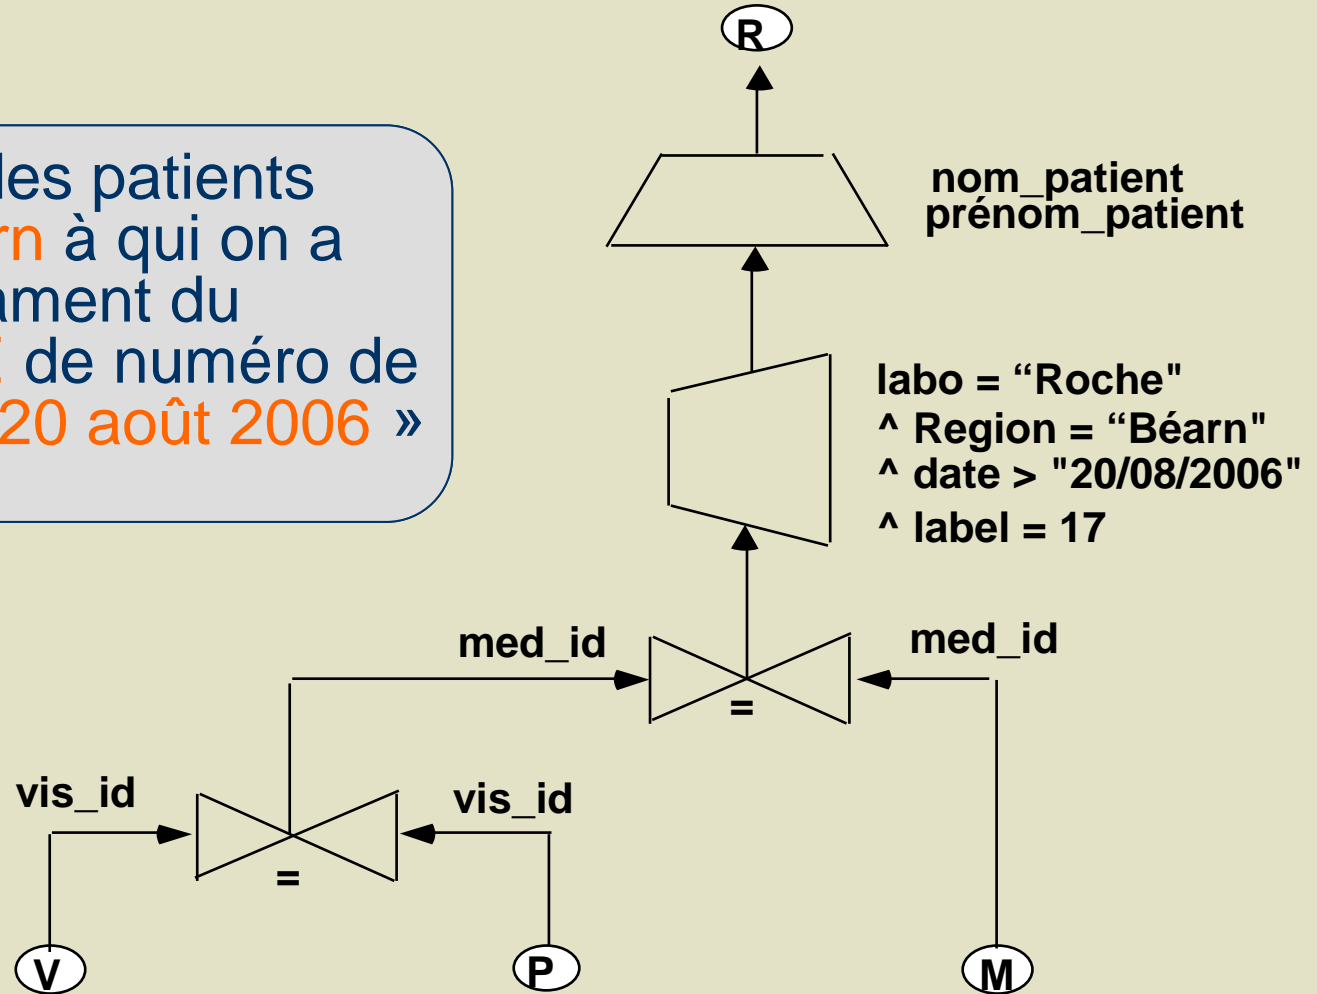 R
les patients
rn à qui on a
ament du
de numéro de
20 août 2006 »
nom_patient
prénom_patient
labo = “Roche"
^ Region = “Béarn"
^ date > "20/08/2006"
^ label = 17
med_id
med_id
=
vis_id
vis_id
=
V
P
M